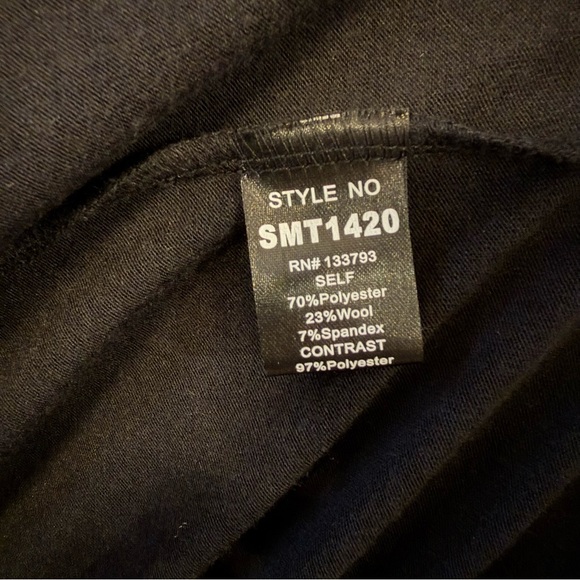 STYLE NO
SMT1420
RN# 133793
SELF
70%Polyester
23%Wool
7%Spandex
CONTRAST
97%Polyester